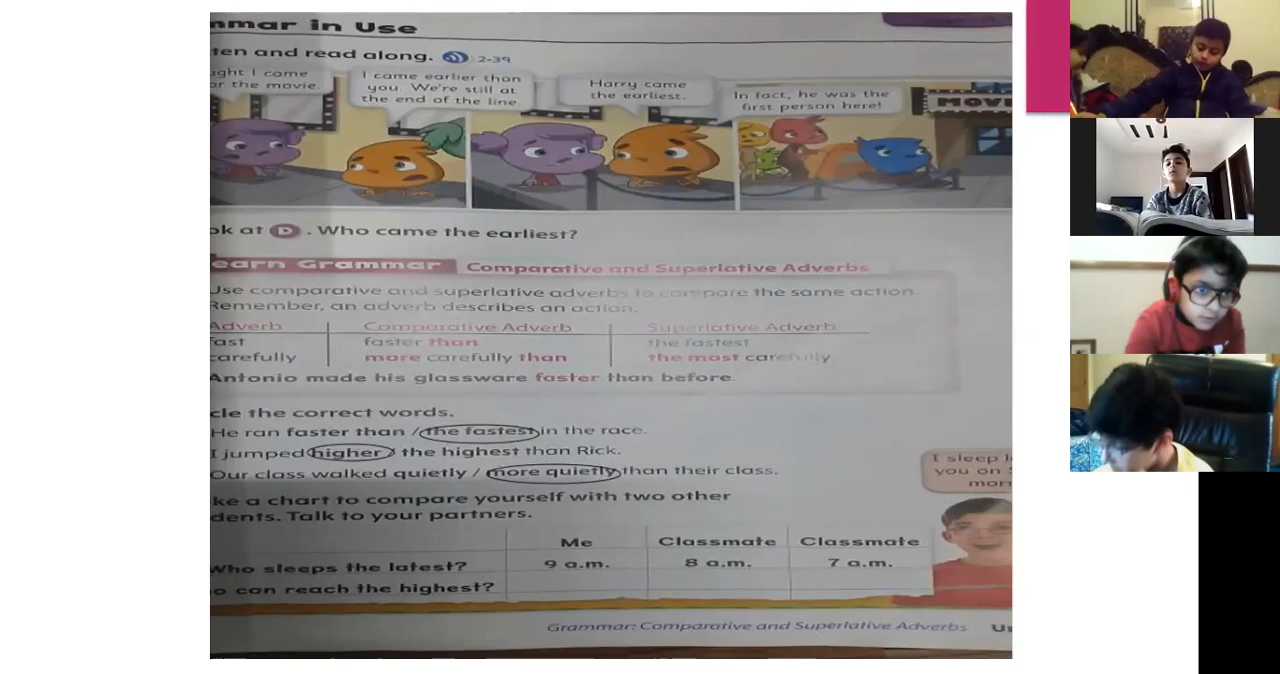 mmar in Use
ten and read along. 2-39
ught I came
or the movie.
I came earlier than
you. We're still at
the end of the line.
Harry came
the earliest.
In fact, he was the
first person here!
MOVI
ok at D . Who came the earliest?
earn Grammar Comparative and Superlative Adverbs
Use comparative and superlative adverbs to compare the same action.
Remember, an adverb describes an action.
Adverb Comparative Adverb Superlative Adverb
fast faster than the fastest
carefully more carefully than the most carefully
Antonio made his glassware faster than before.
cle the correct words.
He ran faster than / the fastest in the race.
I jumped higher / the highest than Rick.
Our class walked quietly / more quietly than their class.
I sleep l
you on S
mor
ke a chart to compare yourself with two other
dents. Talk to your partners.
Me Classmate Classmate
Who sleeps the latest? 9 a.m. 8 a.m. 7 a.m.
o can reach the highest?
Grammar: Comparative and Superlative Adverbs Un